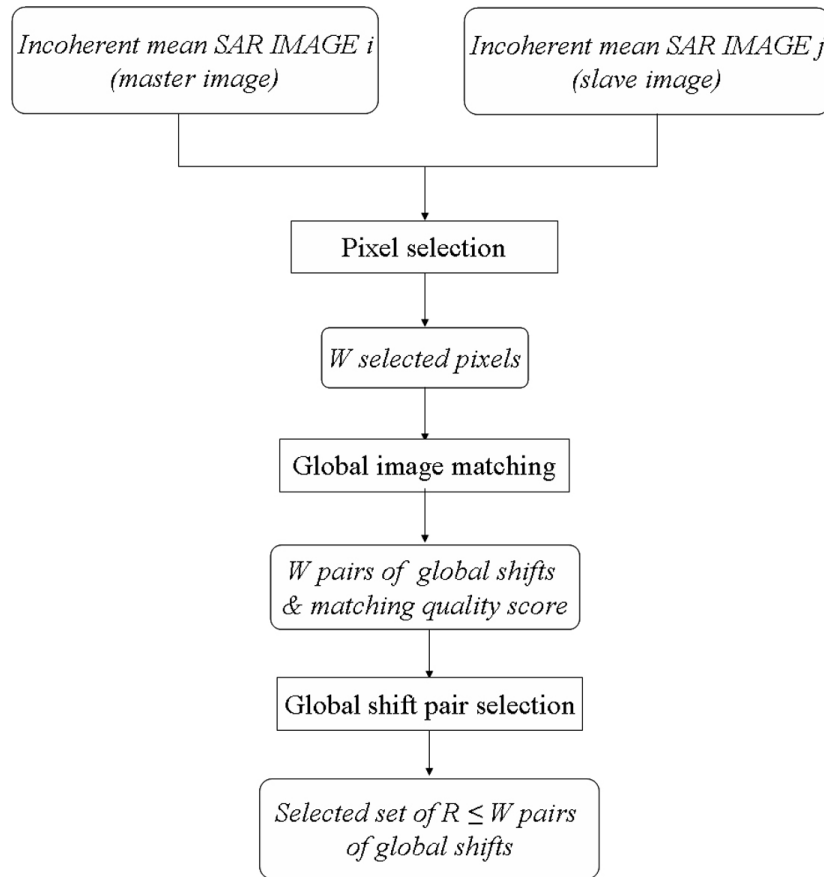 Incoherent mean SAR IMAGE i
(master image)
Incoherent mean SAR IMAGE j
(slave image)
Pixel selection
W selected pixels
Global image matching
W pairs of global shifts
& matching quality score
Global shift pair selection
Selected set of R ≤ W pairs
of global shifts